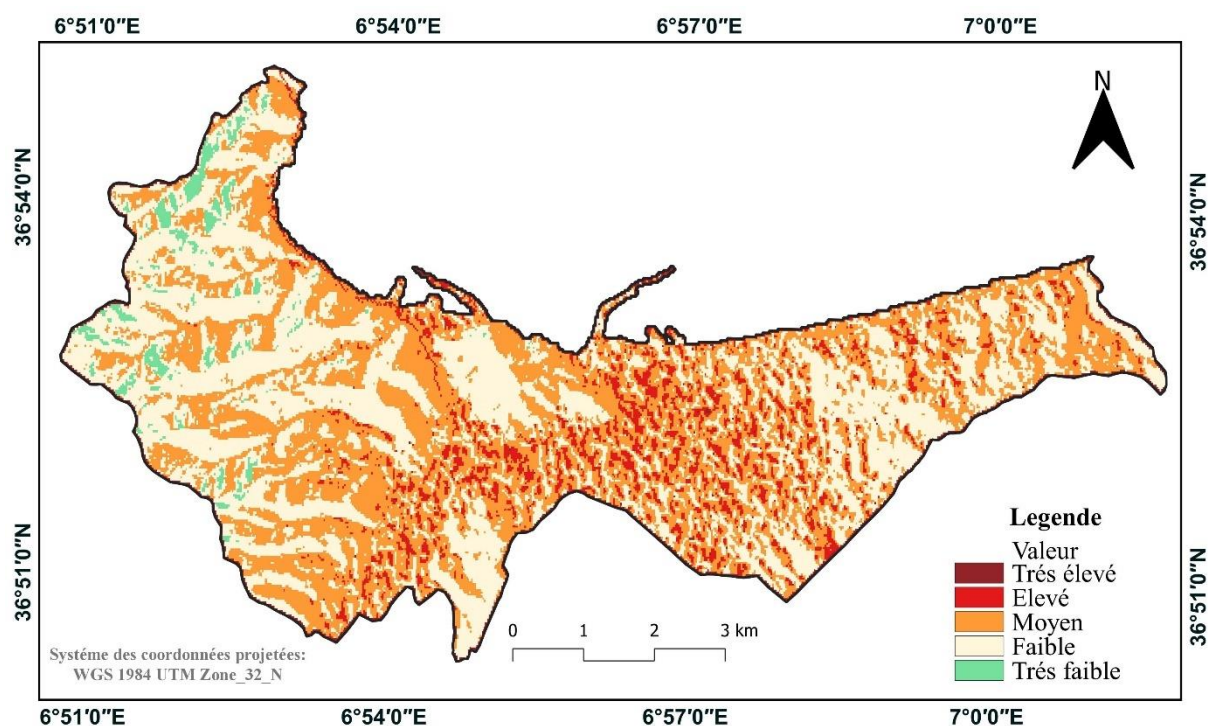 6°51′0″E 6°54′0″E 6°57′0″E 7°0′0″E
N
36°54′0″N
36°54′0″N
36°51′0″N
36°51′0″N
Legende
Valeur
Trés élevé
Elevé
Moyen
Faible
Trés faible
0 1 2 3 km
Systéme des coordonnées projetées:
WGS 1984 UTM Zone_32_N
6°51′0″E 6°54′0″E 6°57′0″E 7°0′0″E